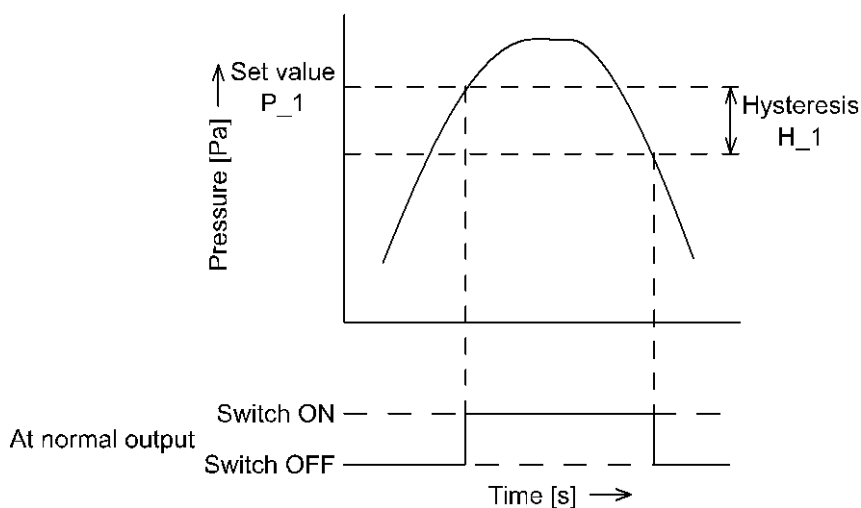 Set value
P_1
Pressure [Pa]
Hysteresis
H_1
At normal output
Switch ON
Switch OFF
Time [s]